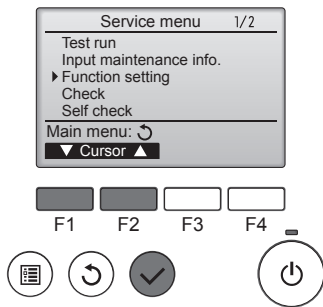 Service menu 1/2
Test run
Input maintenance info.
Function setting
Check
Self check
Main menu:
▼ Cursor ▲
F1 F2 F3 F4